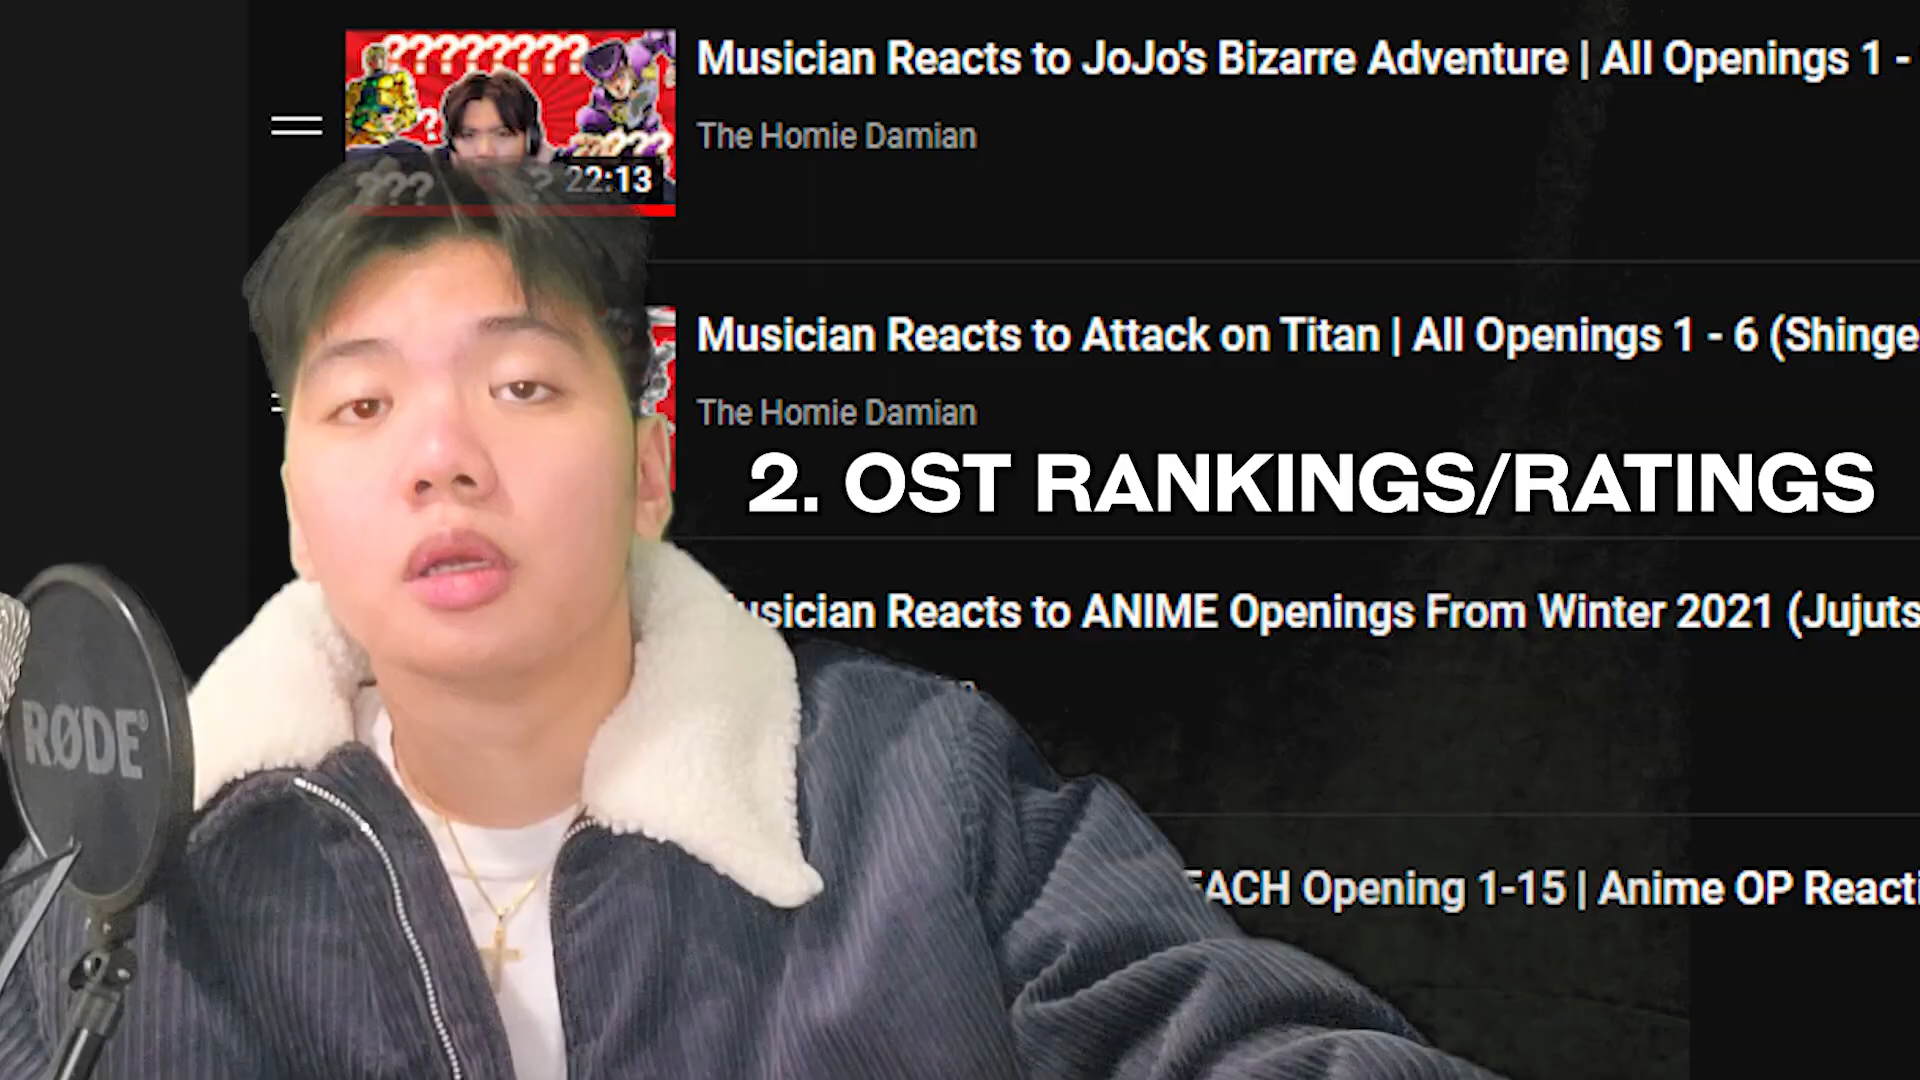 ????????
?
???
???
?
22:13
Musician Reacts to JoJo's Bizarre Adventure | All Openings 1 -
The Homie Damian
Musician Reacts to Attack on Titan | All Openings 1 - 6 (Shinge
The Homie Damian
2. OST RANKINGS/RATINGS
usician Reacts to ANIME Openings From Winter 2021 (Jujuts
EACH Opening 1-15 | Anime OP Reacti
RØDE®